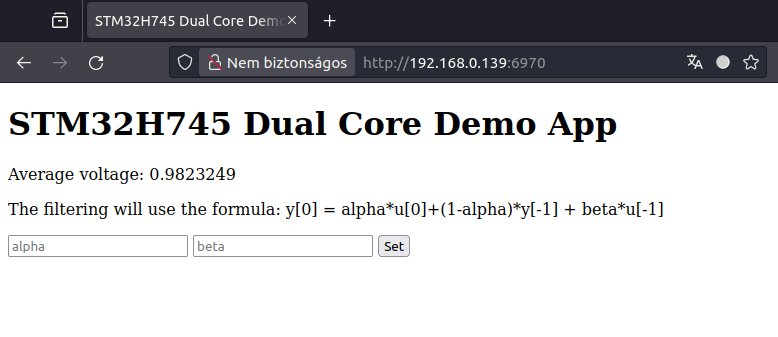 STM32H745 Dual Core Demo
Nem biztonságos http://192.168.0.139:6970
STM32H745 Dual Core Demo App
Average voltage: 0.9823249
The filtering will use the formula: y[0] = alpha*u[0]+(1-alpha)*y[-1] + beta*u[-1]
alpha beta Set